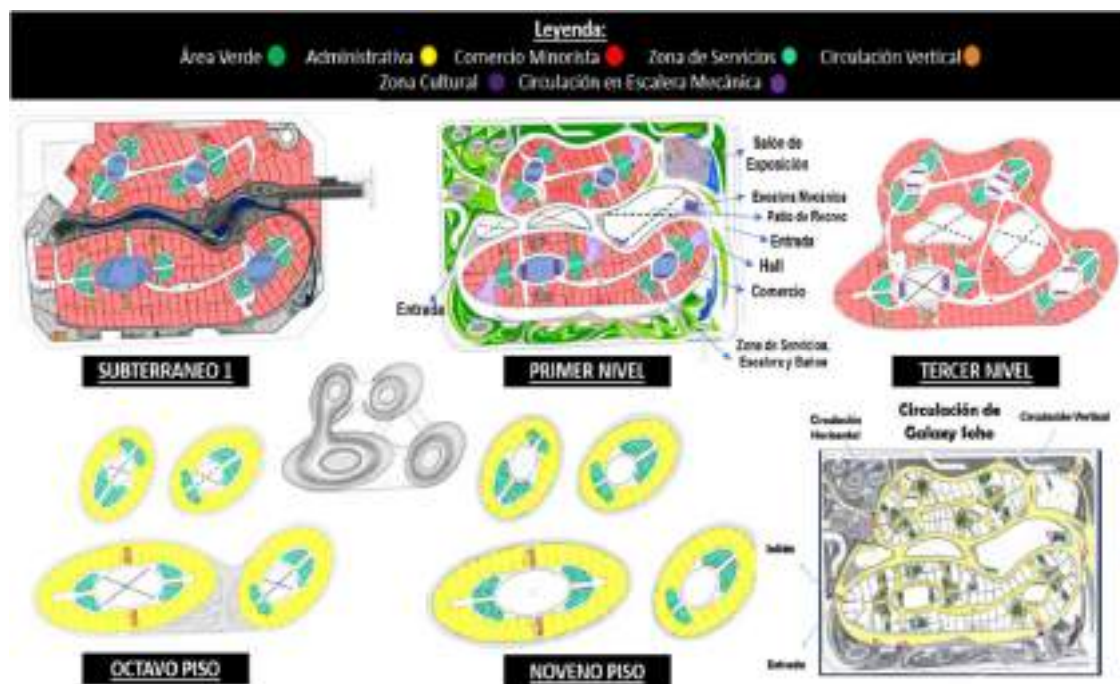 Leyenda:
Área Verde Administrativa Comercio Minorista Zona de Servicios Circulación Vertical
Zona Cultural Circulación en Escalera Mecánica
Salón de
Exposición
Escalera Mecánica
Patio de Recreo
Entrada
Hall
Comercio
Entrada
Zona de Servicios,
Escalera y Baños
SUBTERRANEO 1
PRIMER NIVEL
TERCER NIVEL
Circulación
Horizontal
Circulación de
Galaxy Soho
Circulación Vertical
Entrada
OCTAVO PISO
NOVENO PISO